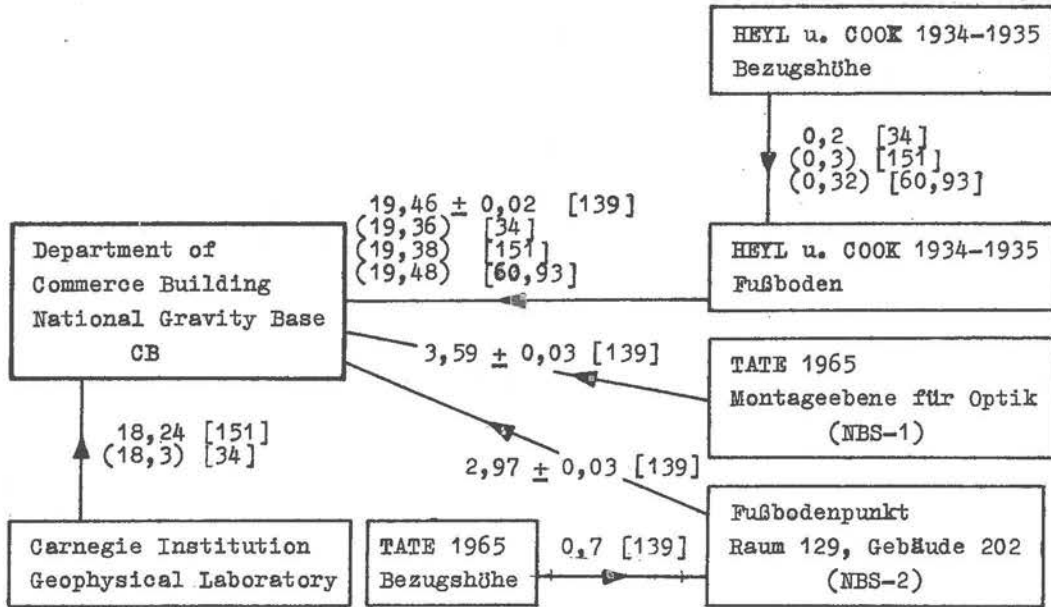 HEYL u. COOK 1934-1935
Bezugshöhe
0,2 [34]
(0,3) [151]
(0,32) [60,93]
19,46 ± 0,02 [139]
(19,36) [34]
(19,38) [151]
(19,48) [60,93]
Department of
Commerce Building
National Gravity Base
CB
HEYL u. COOK 1934-1935
Fußboden
3,59 ± 0,03 [139]
TATE 1965
Montageebene für Optik
(NBS-1)
18,24 [151]
(18,3) [34]
2,97 ± 0,03 [139]
Carnegie Institution
Geophysical Laboratory
TATE 1965
Bezugshöhe
0,7 [139]
Fußbodenpunkt
Raum 129, Gebäude 202
(NBS-2)